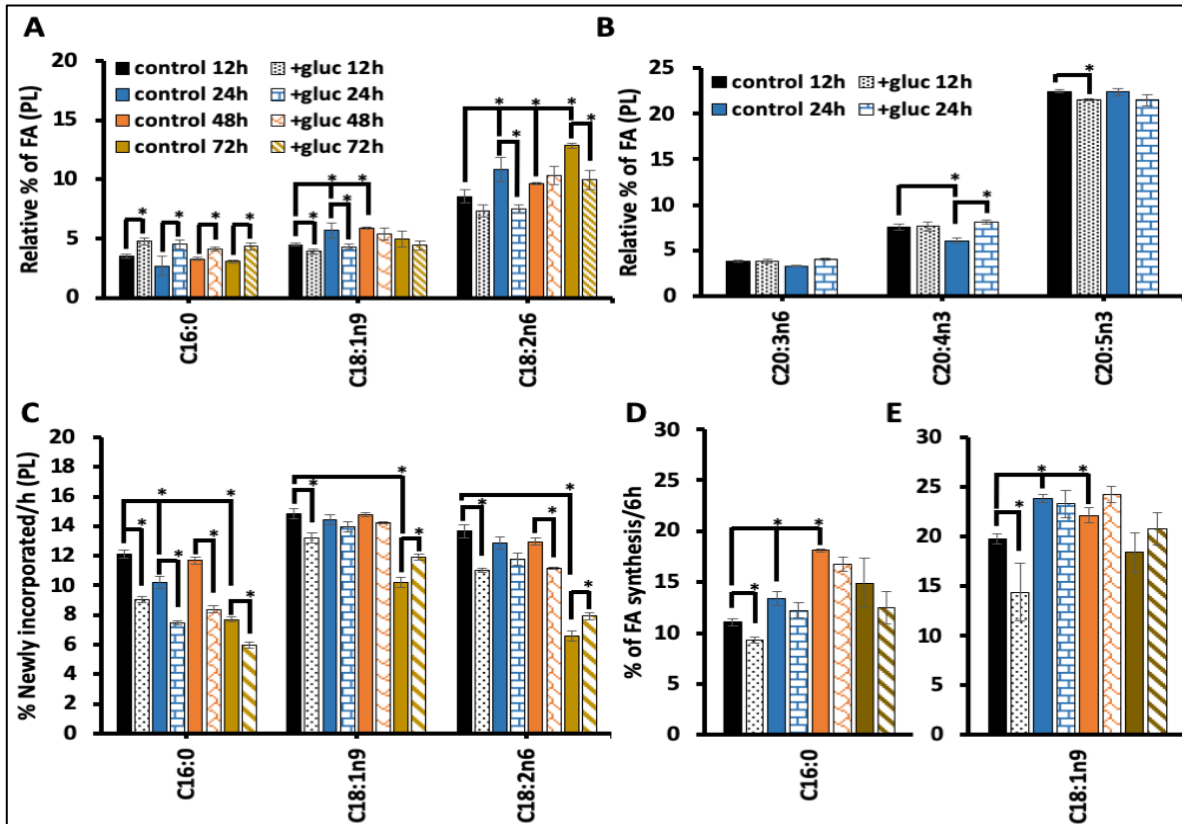 A
Relative % of FA (PL)
20
15
10
5
0
control 12h +gluc 12h
control 24h +gluc 24h
control 48h +gluc 48h
control 72h +gluc 72h
* * * *
* * * *
* * * * *
C16:0
C18:1n9
C18:2n6
B
Relative % of FA (PL)
25
20
15
10
5
0
control 12h +gluc 12h
control 24h +gluc 24h
* *
*
C20:3n6
C20:4n3
C20:5n3
C
% Newly incorporated/h (PL)
20
18
16
14
12
10
8
6
4
2
0
* * * * * *
* * *
* * * *
C16:0
C18:1n9
C18:2n6
D
% of FA synthesis/6h
30
25
20
15
10
5
0
* * *
C16:0
E
30
25
20
15
10
5
0
* * *
C18:1n9